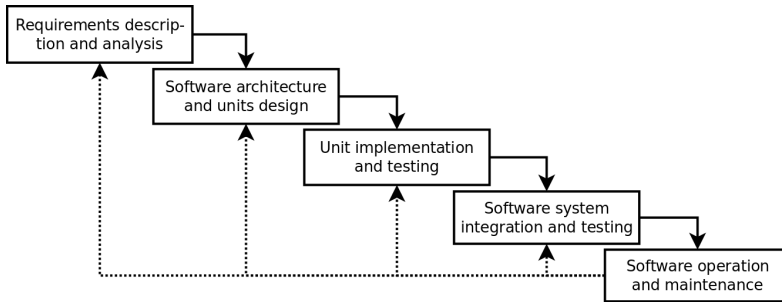 Requirements descrip-
tion and analysis
Software architecture
and units design
Unit implementation
and testing
Software system
integration and testing
Software operation
and maintenance